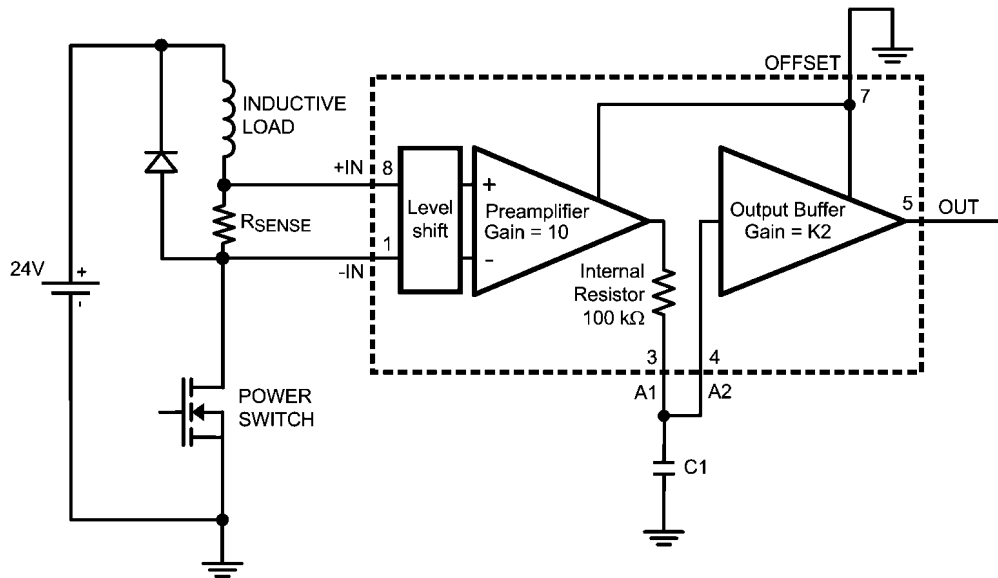 OFFSET
7
INDUCTIVE
LOAD
+IN
8
RSENSE
Level
shift
+
-
Preamplifier
Gain = 10
Output Buffer
Gain = K2
5
OUT
1
-IN
24V
+
-
Internal
Resistor
100 kΩ
3
4
A1
A2
POWER
SWITCH
C1